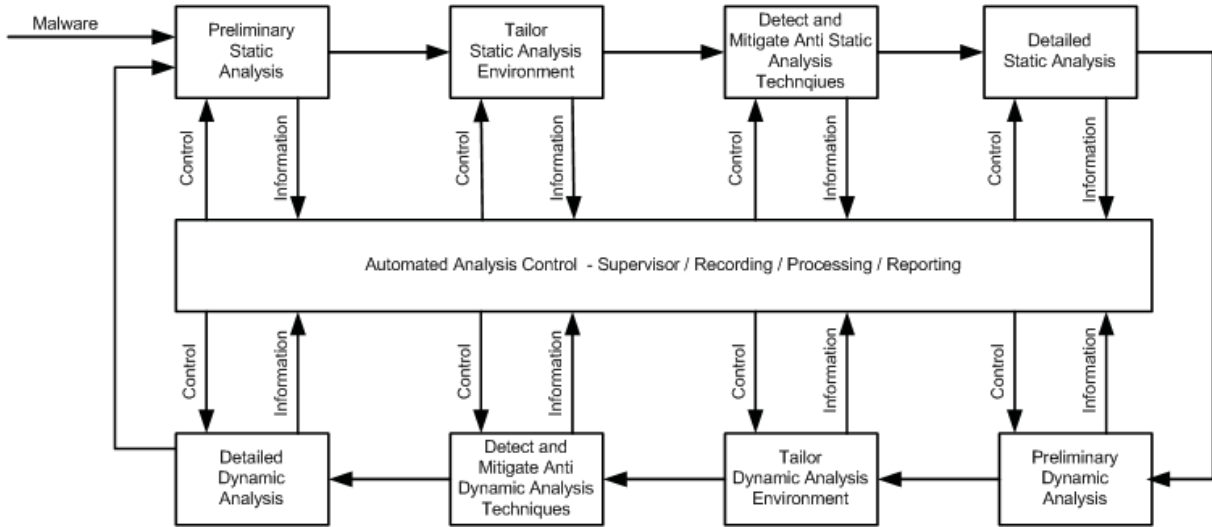 Malware
Preliminary
Static
Analysis
Tailor
Static Analysis
Environment
Detect and
Mitigate Anti Static
Analysis
Technqiues
Detailed
Static Analysis
Control
Information
Control
Information
Control
Information
Control
Information
Automated Analysis Control - Supervisor / Recording / Processing / Reporting
Control
Information
Control
Information
Control
Information
Control
Information
Detailed
Dynamic
Analysis
Detect and
Mitigate Anti
Dynamic Analysis
Techniques
Tailor
Dynamic Analysis
Environment
Preliminary
Dynamic
Analysis